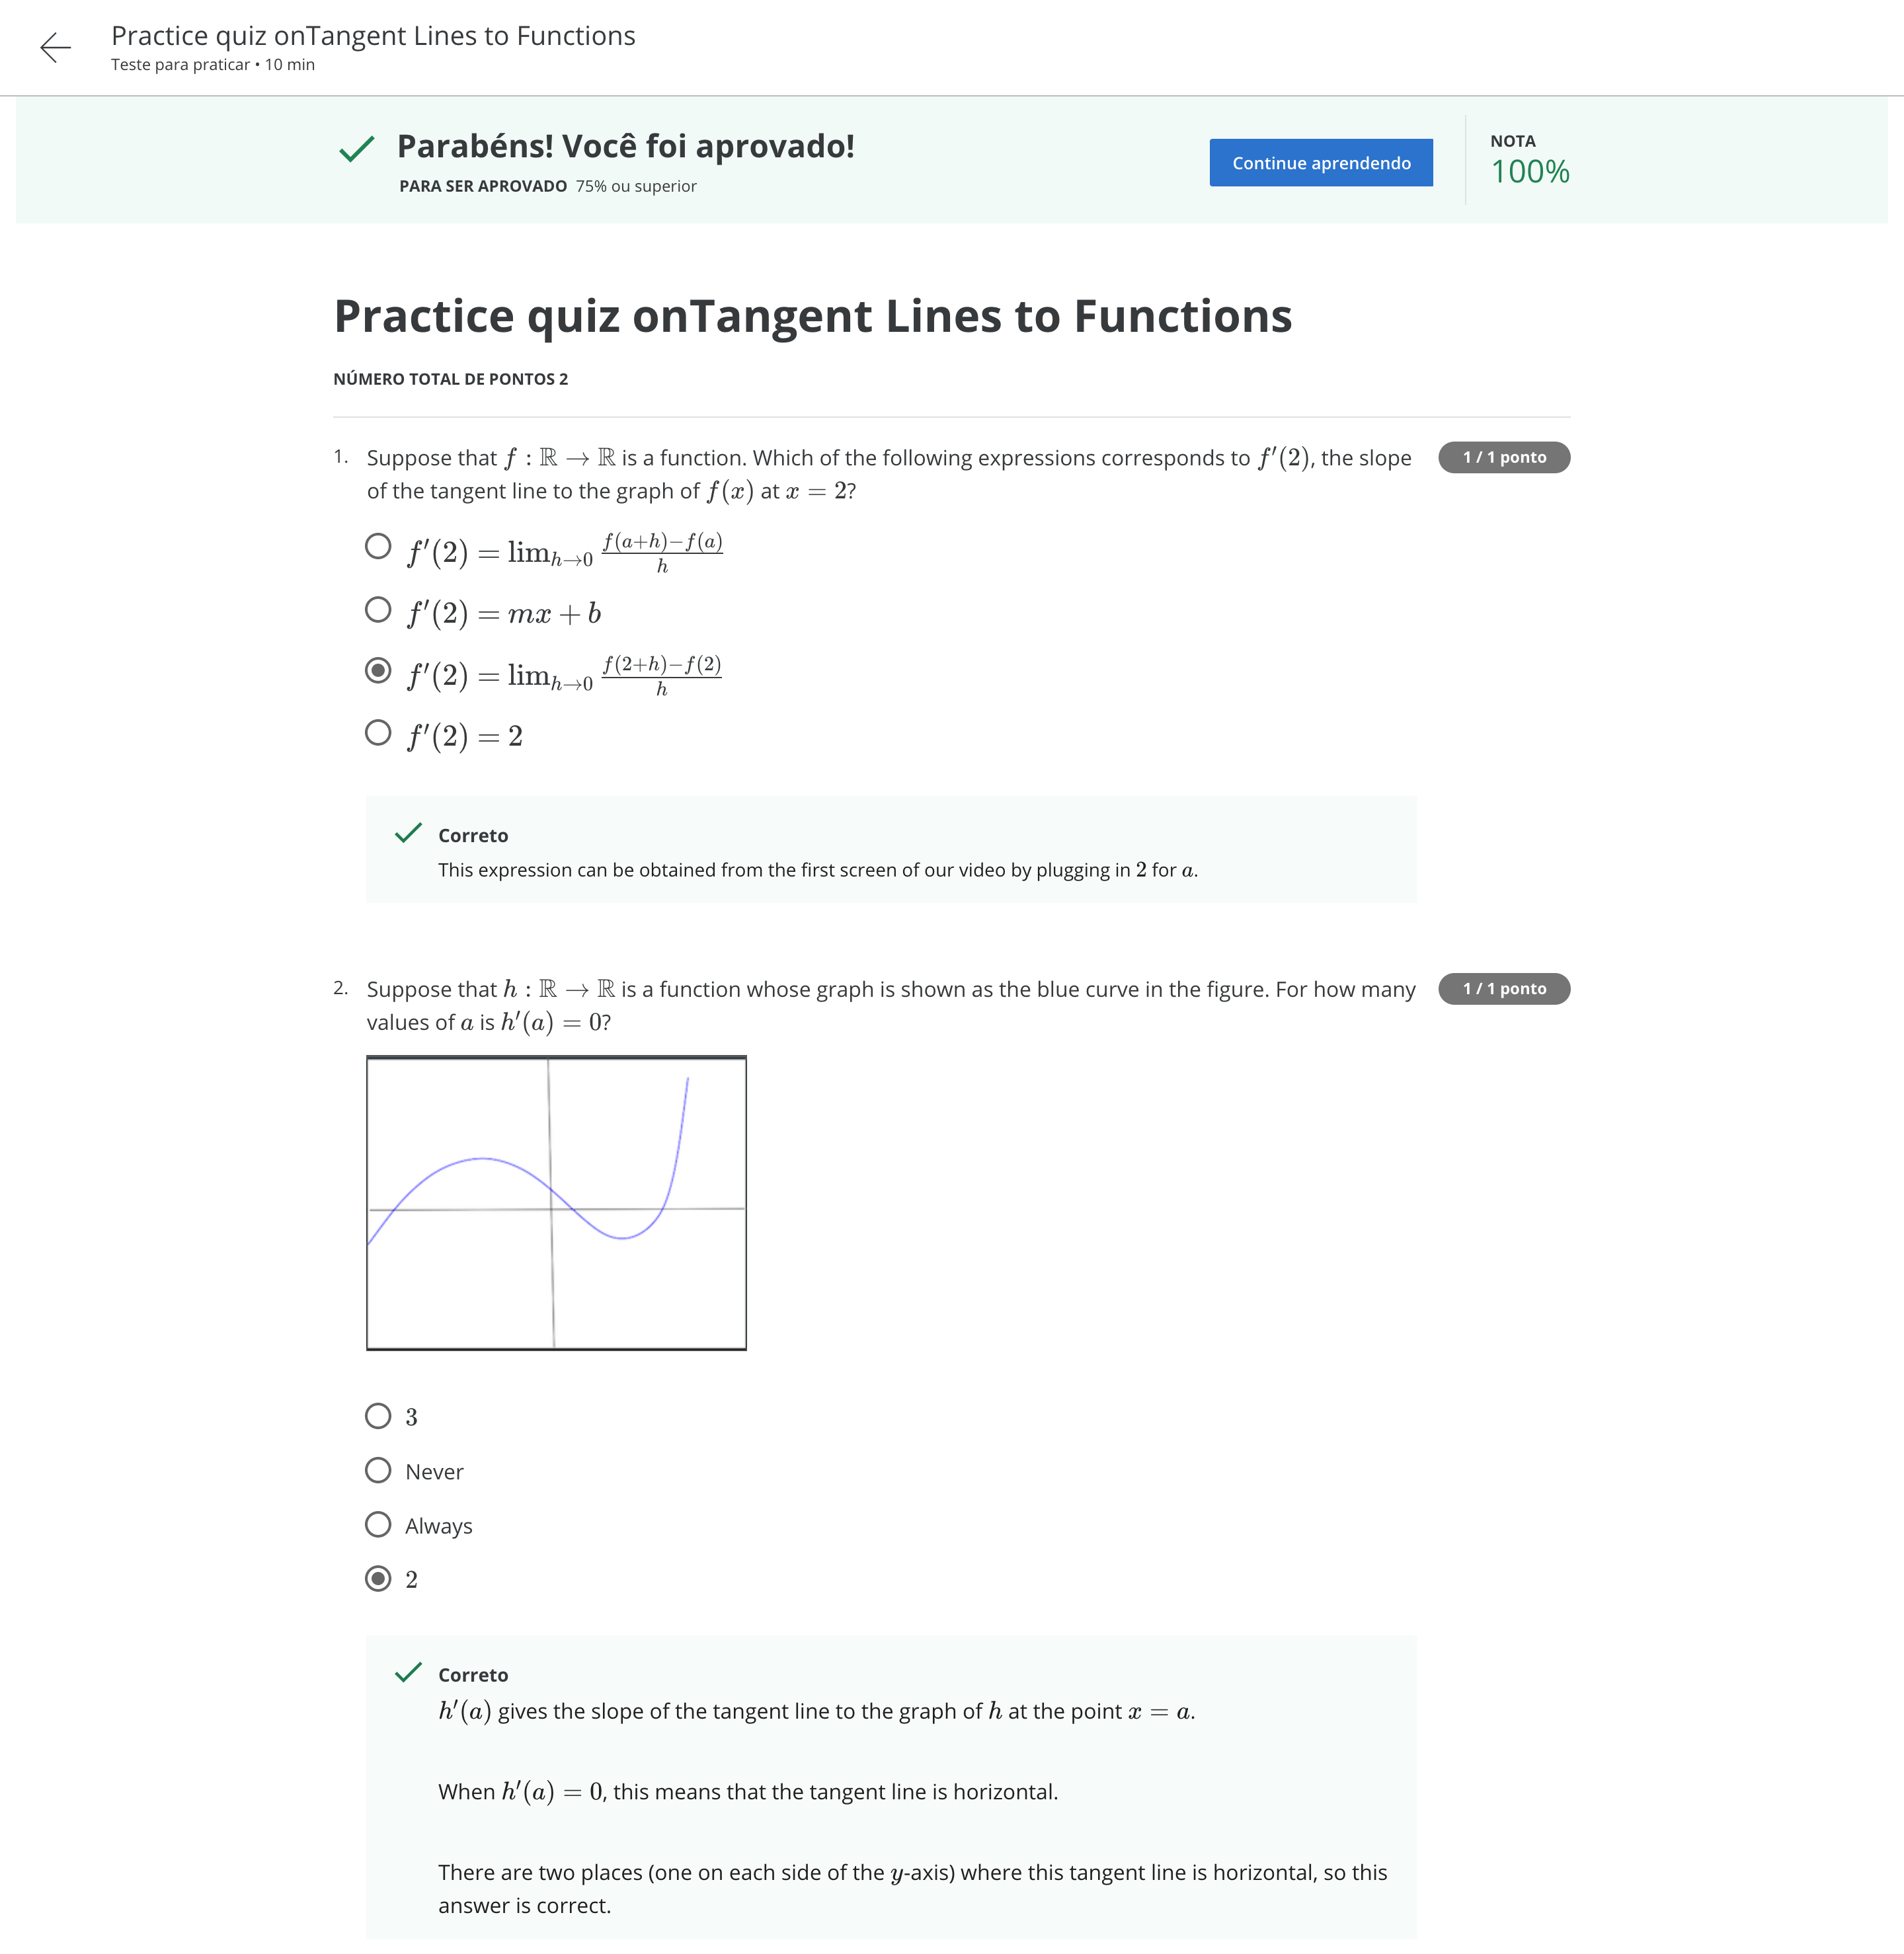 Practice quiz onTangent Lines to Functions
Teste para praticar • 10 min
Parabéns! Você foi aprovado!
PARA SER APROVADO 75% ou superior
Continue aprendendo
NOTA
100%
Practice quiz onTangent Lines to Functions
NÚMERO TOTAL DE PONTOS 2
1. Suppose that f : ℝ → ℝ is a function. Which of the following expressions corresponds to f′(2), the slope
of the tangent line to the graph of f(x) at x = 2?
1 / 1 ponto
f′(2) = lim_{h→0} \frac{f(a+h)−f(a)}{h}
f′(2) = mx + b
f′(2) = lim_{h→0} \frac{f(2+h)−f(2)}{h}
f′(2) = 2
Correto
This expression can be obtained from the first screen of our video by plugging in 2 for a.
2. Suppose that h : ℝ → ℝ is a function whose graph is shown as the blue curve in the figure. For how many
values of a is h′(a) = 0?
1 / 1 ponto
3
Never
Always
2
Correto
h′(a) gives the slope of the tangent line to the graph of h at the point x = a.
When h′(a) = 0, this means that the tangent line is horizontal.
There are two places (one on each side of the y-axis) where this tangent line is horizontal, so this
answer is correct.